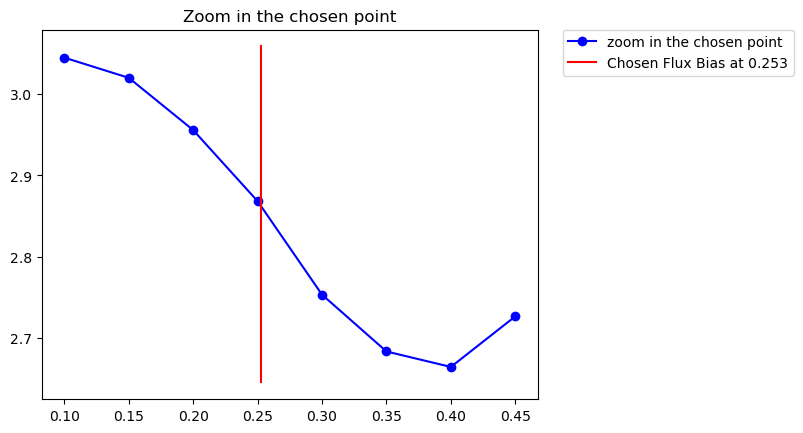 Zoom in the chosen point
zoom in the chosen point
Chosen Flux Bias at 0.253
3.0
2.9
2.8
2.7
0.10 0.15 0.20 0.25 0.30 0.35 0.40 0.45